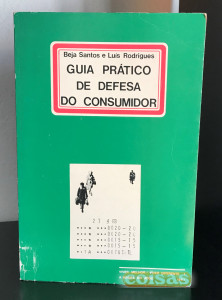 Beja Santos e Luís Rodrigues
GUIA PRÁTICO
DE DEFESA
DO CONSUMIDOR
coisas